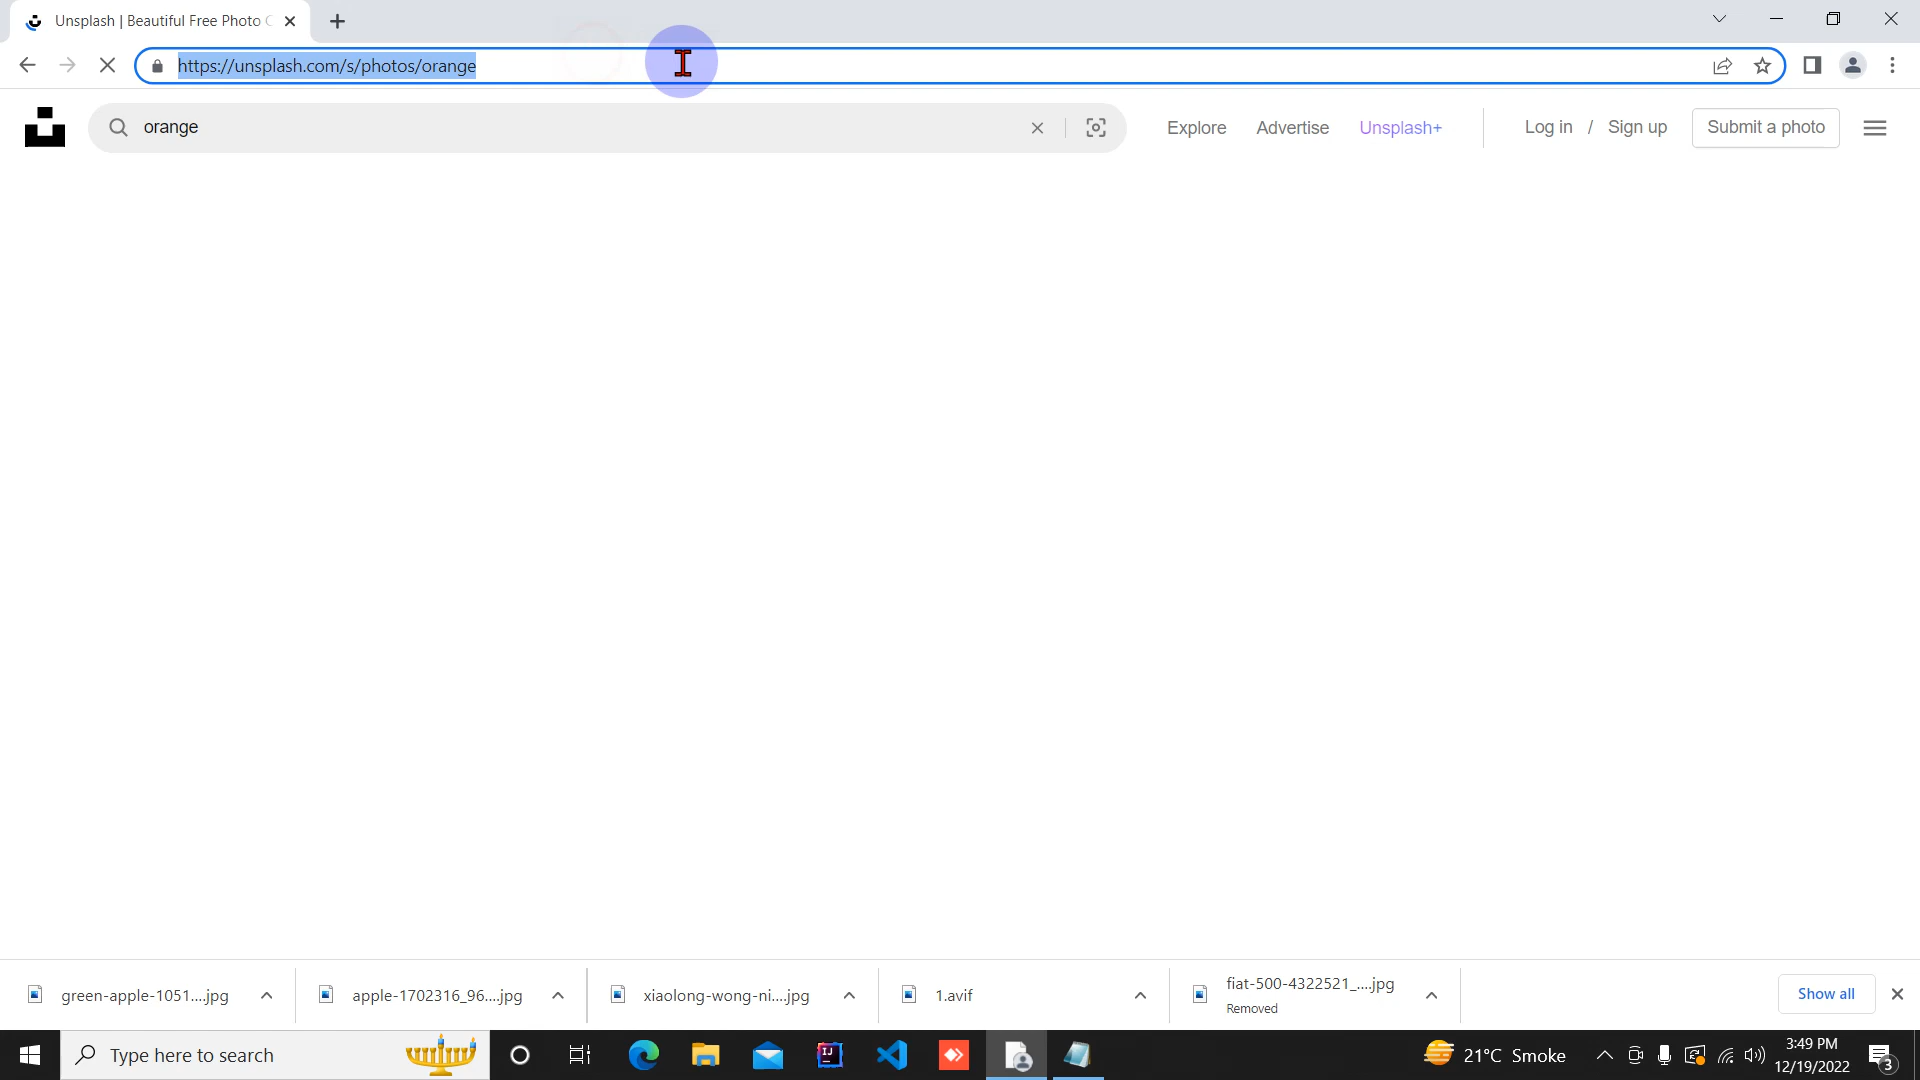 Unsplash | Beautiful Free Photo
https://unsplash.com/s/photos/orange
orange
Explore
Advertise
Unsplash+
Log in / Sign up
Submit a photo
green-apple-1051....jpg
apple-1702316_96....jpg
xiaolong-wong-ni....jpg
1.avif
fiat-500-4322521_....jpg
Removed
Show all
Type here to search
IJ
21°C Smoke
3:49 PM
12/19/2022
3